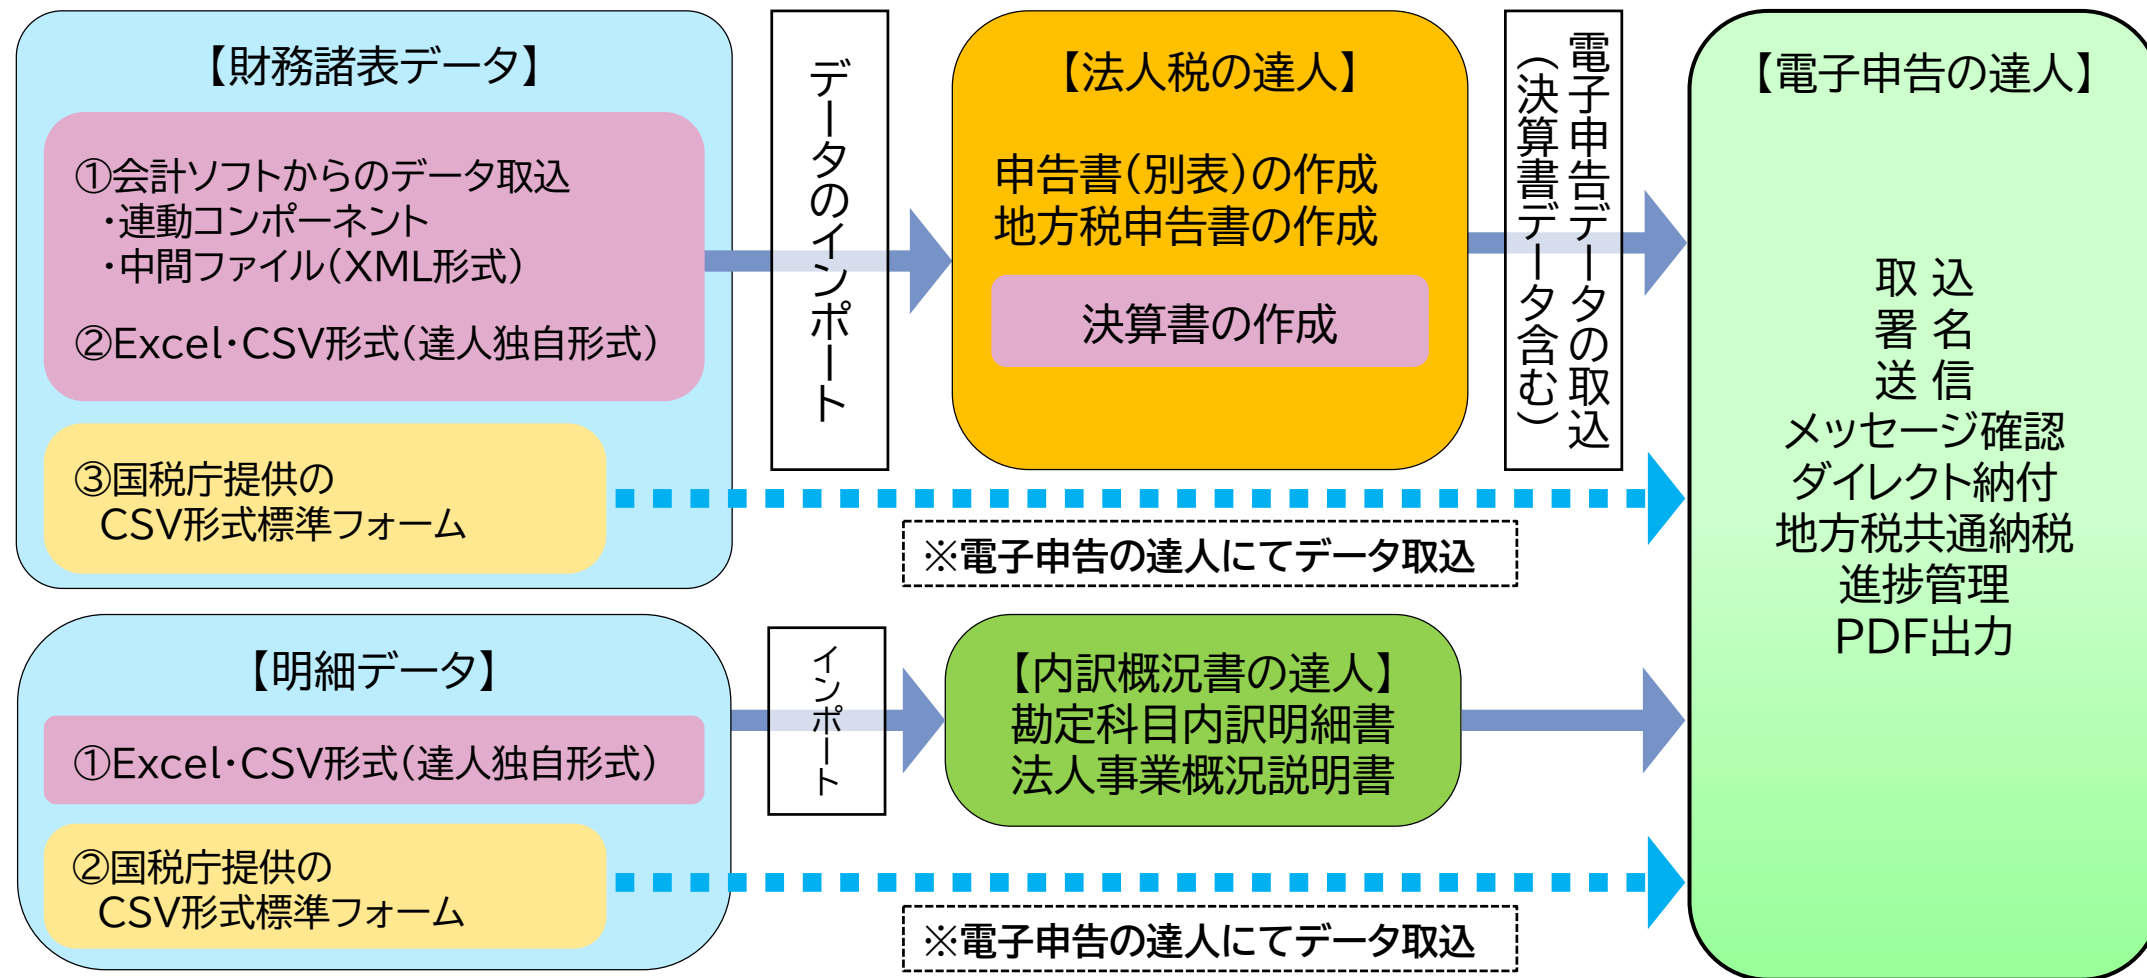 【財務諸表データ】
①会計ソフトからのデータ取込
・連動コンポーネント
・中間ファイル(XML形式)
②Excel・CSV形式(達人独自形式)
③国税庁提供の
CSV形式標準フォーム
データのインポート
【法人税の達人】
申告書(別表)の作成
地方税申告書の作成
決算書の作成
電子申告データの取込
(決算書データ含む)
※電子申告の達人にてデータ取込
【電子申告の達人】
取 込
署 名
送 信
メッセージ確認
ダイレクト納付
地方税共通納税
進捗管理
PDF出力
【明細データ】
①Excel・CSV形式(達人独自形式)
②国税庁提供の
CSV形式標準フォーム
インポート
【内訳概況書の達人】
勘定科目内訳明細書
法人事業概況説明書
※電子申告の達人にてデータ取込